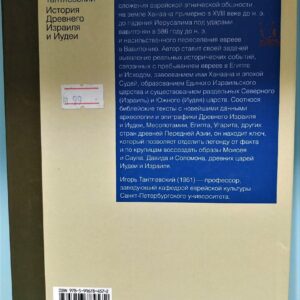 Тантлевский
История
Древнего
Израиля
и Иудеи
сложения еврейской этнической общности
на земле Ханаана примерно в XVIII веке до н. э.
до падения Иерусалима под ударами
вавилонян в 586 году до н. э.
и насильственного переселения евреев
в Вавилонию. Автор ставит своей задачей
выявление реальных исторических событий,
связанных с пребыванием евреев в Египте
и Исходом, завоеванием ими Ханаана и эпохой
Судей, образованием Единого Израильского
царства и существованием раздельных Северного
(Израиль) и Южного (Иудея) царств. Соотнося
библейские тексты с новейшими данными
археологии и эпиграфики Древнего Израиля
и Иудеи, Месопотамии, Египта, Угарита, других
стран древней Передней Азии, он находит ключ,
который позволяет отделить легенду от факта
и по крупицам воссоздать образы Моисея
и Саула, Давида и Соломона, древних царей
Иудеи и Израиля.
Игорь Тантлевский (1961) — профессор,
заведующий кафедрой еврейской культуры
Санкт-Петербургского университета.